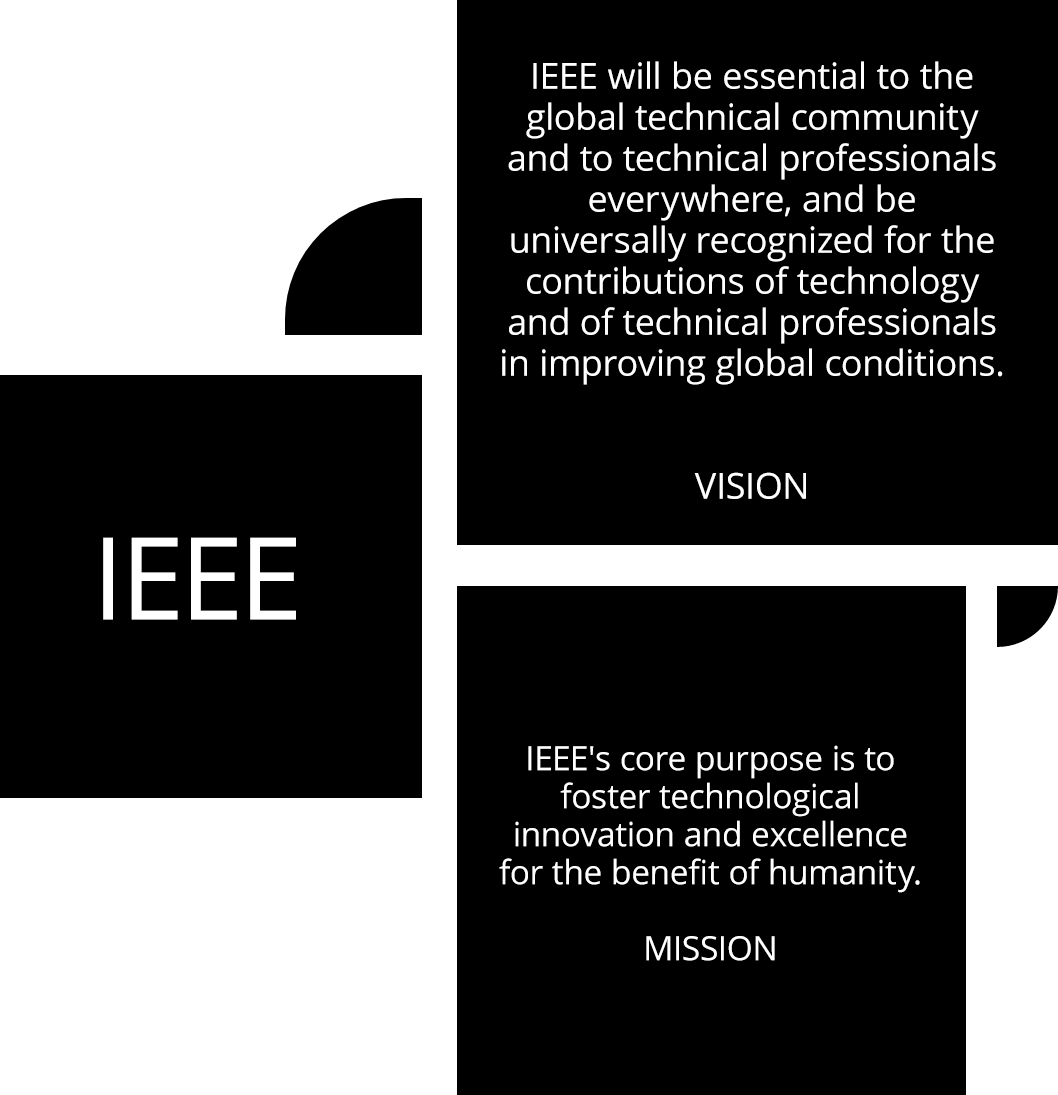 IEEE will be essential to the
global technical community
and to technical professionals
everywhere, and be
universally recognized for the
contributions of technology
and of technical professionals
in improving global conditions.
VISION
IEEE
IEEE's core purpose is to
foster technological
innovation and excellence
for the benefit of humanity.
MISSION